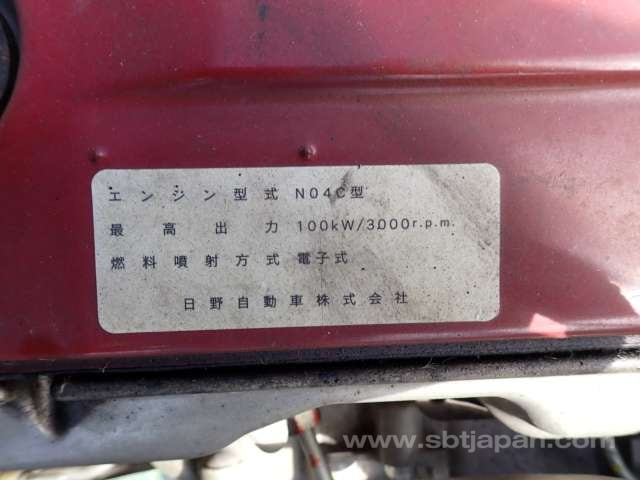 エンジン型式 N04C型
最高出力 100kW/3000r.p.m.
燃料噴射方式 電子式
日野自動車株式会社
www.sbtjapan.com